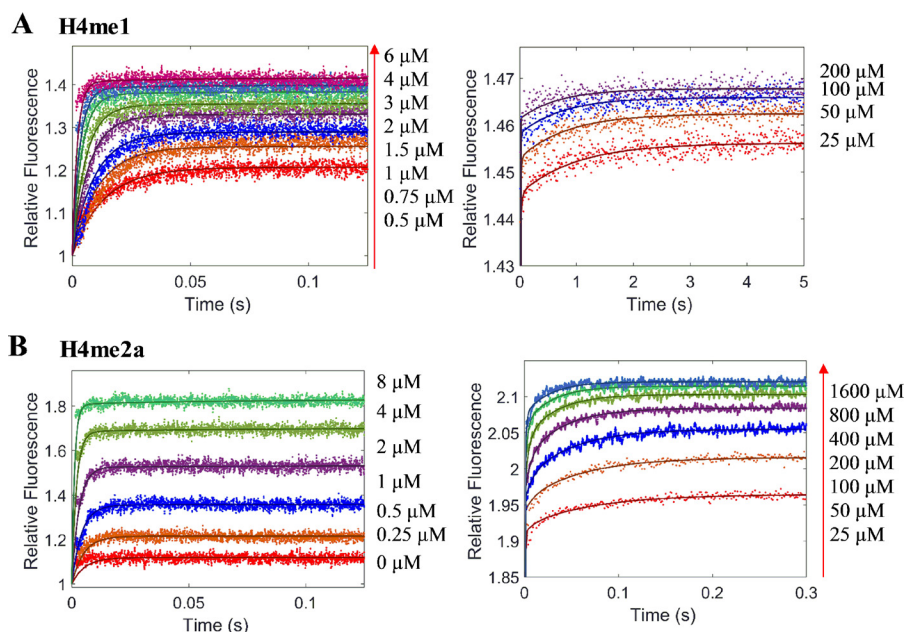 A H4me1
Relative Fluorescence
1.4
1.3
1.2
1.1
1
0
0.05
0.1
Time (s)
6 µM
4 µM
3 µM
2 µM
1.5 µM
1 µM
0.75 µM
0.5 µM
Relative Fluorescence
1.47
1.46
1.45
1.44
1.43
0
1
2
3
4
5
Time (s)
200 µM
100 µM
50 µM
25 µM
B H4me2a
Relative Fluorescence
1.8
1.6
1.4
1.2
1
0
0.05
0.1
Time (s)
8 µM
4 µM
2 µM
1 µM
0.5 µM
0.25 µM
0 µM
Relative Fluorescence
2.1
2.05
2
1.95
1.9
1.85
0
0.1
0.2
0.3
Time (s)
1600 µM
800 µM
400 µM
200 µM
100 µM
50 µM
25 µM